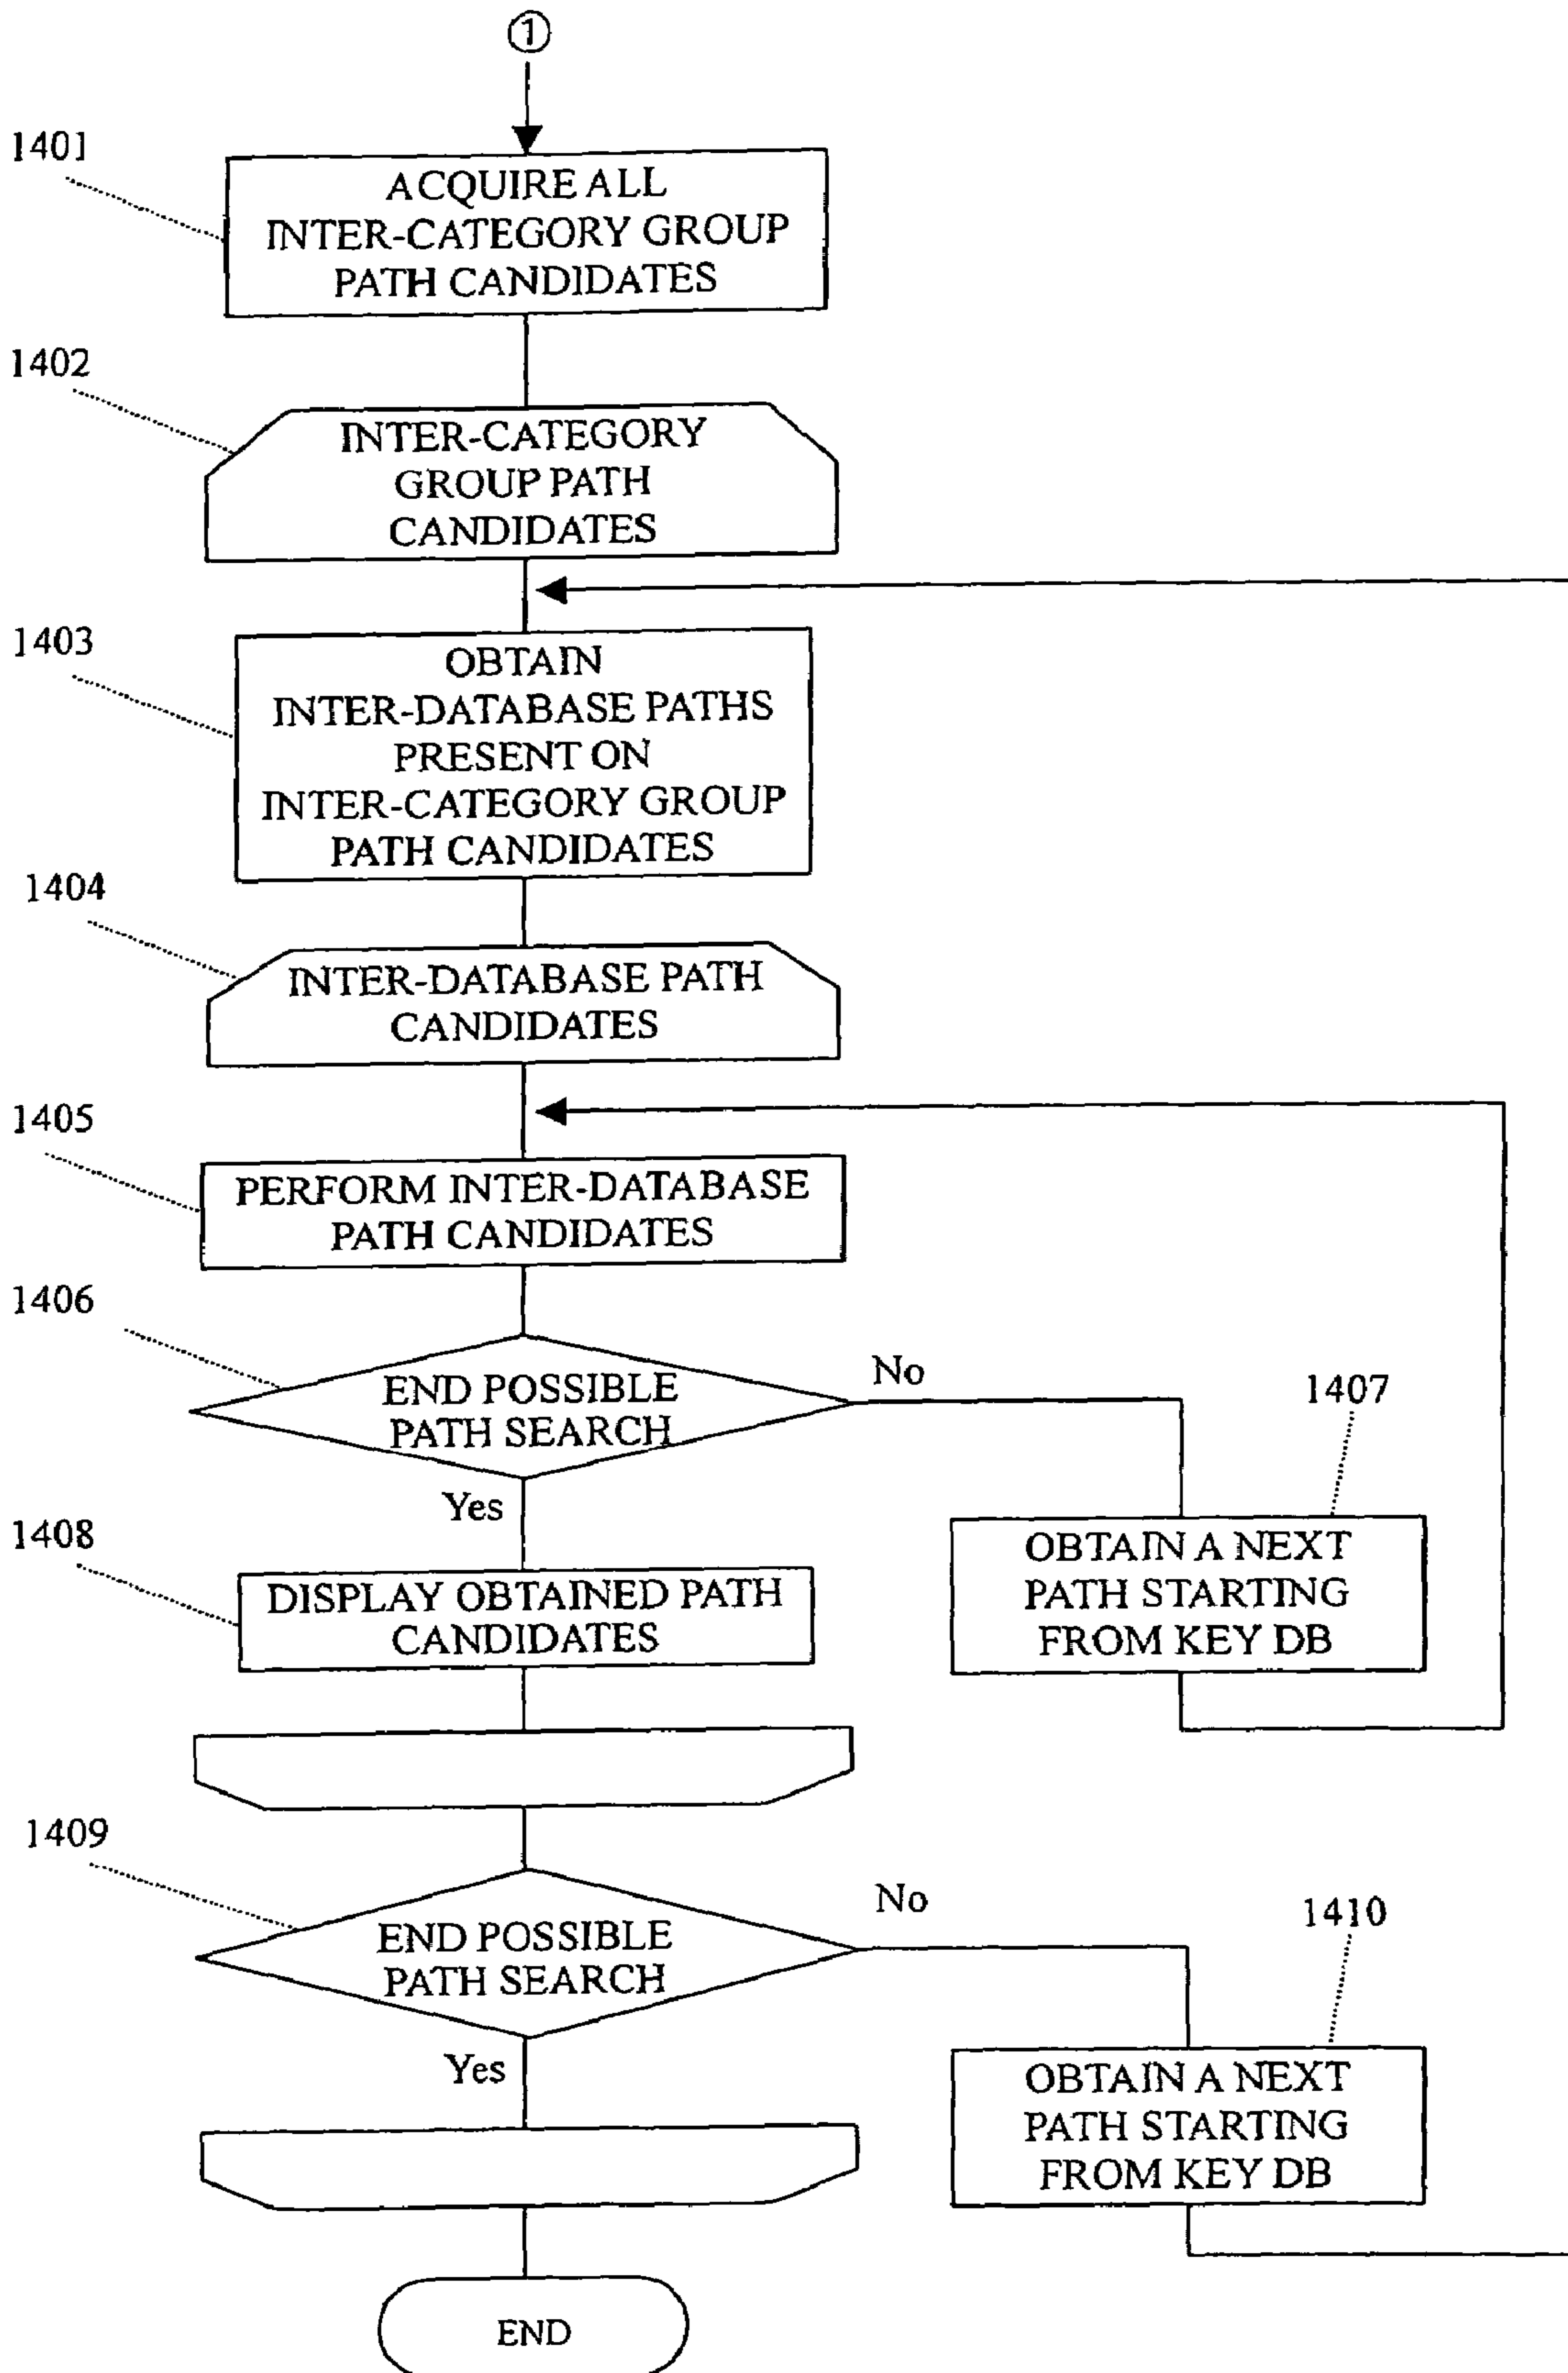 1
1401
ACQUIRE ALL
INTER-CATEGORY GROUP
PATH CANDIDATES
1402
INTER-CATEGORY
GROUP PATH
CANDIDATES
1403
OBTAIN
INTER-DATABASE PATHS
PRESENT ON
INTER-CATEGORY GROUP
PATH CANDIDATES
1404
INTER-DATABASE PATH
CANDIDATES
1405
PERFORM INTER-DATABASE
PATH CANDIDATES
1406
END POSSIBLE
PATH SEARCH
No
Yes
1407
OBTAIN A NEXT
PATH STARTING
FROM KEY DB
1408
DISPLAY OBTAINED PATH
CANDIDATES
1409
END POSSIBLE
PATH SEARCH
No
Yes
1410
OBTAIN A NEXT
PATH STARTING
FROM KEY DB
END